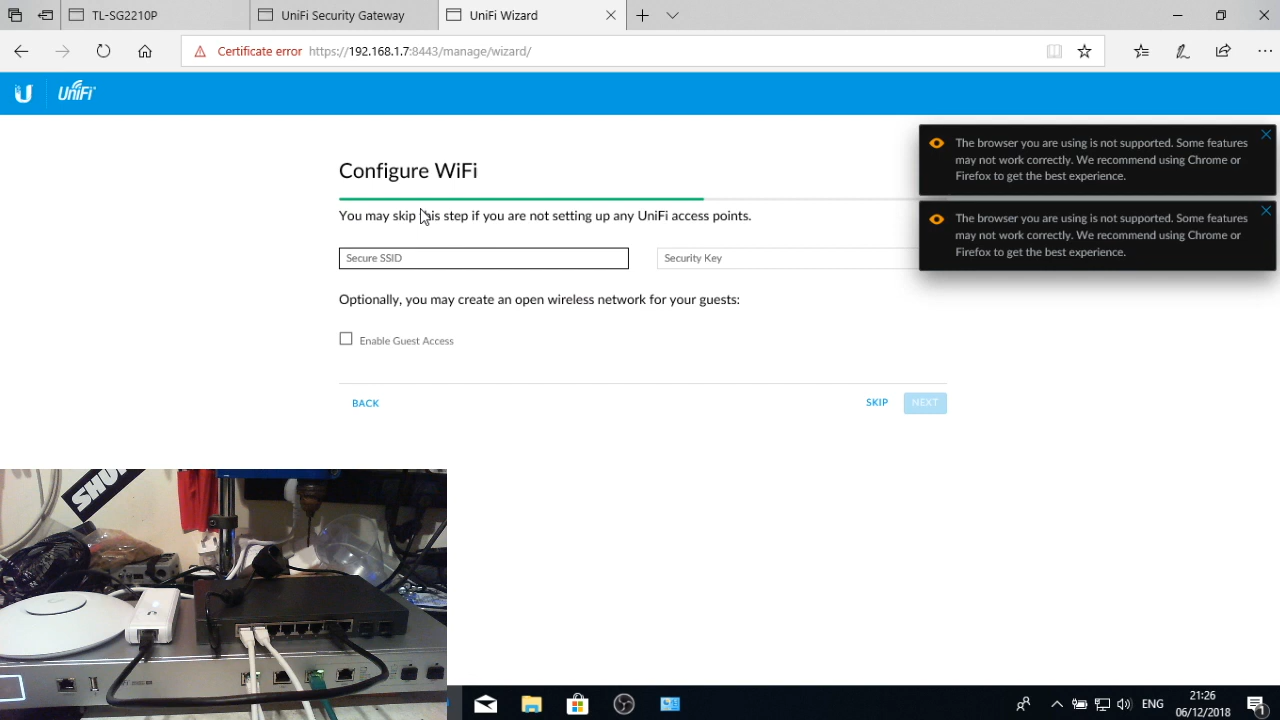 TL-SG2210P
UniFi Security Gateway
UniFi Wizard
Certificate error https://192.168.1.7:8443/manage/wizard/
UniFi
The browser you are using is not supported. Some features
may not work correctly. We recommend using Chrome or
Firefox to get the best experience.
The browser you are using is not supported. Some features
may not work correctly. We recommend using Chrome or
Firefox to get the best experience.
Configure WiFi
You may skip this step if you are not setting up any UniFi access points.
Secure SSID
Security Key
Optionally, you may create an open wireless network for your guests:
Enable Guest Access
BACK
SKIP
NEXT
SHUR
ENG
21:26
06/12/2018
1